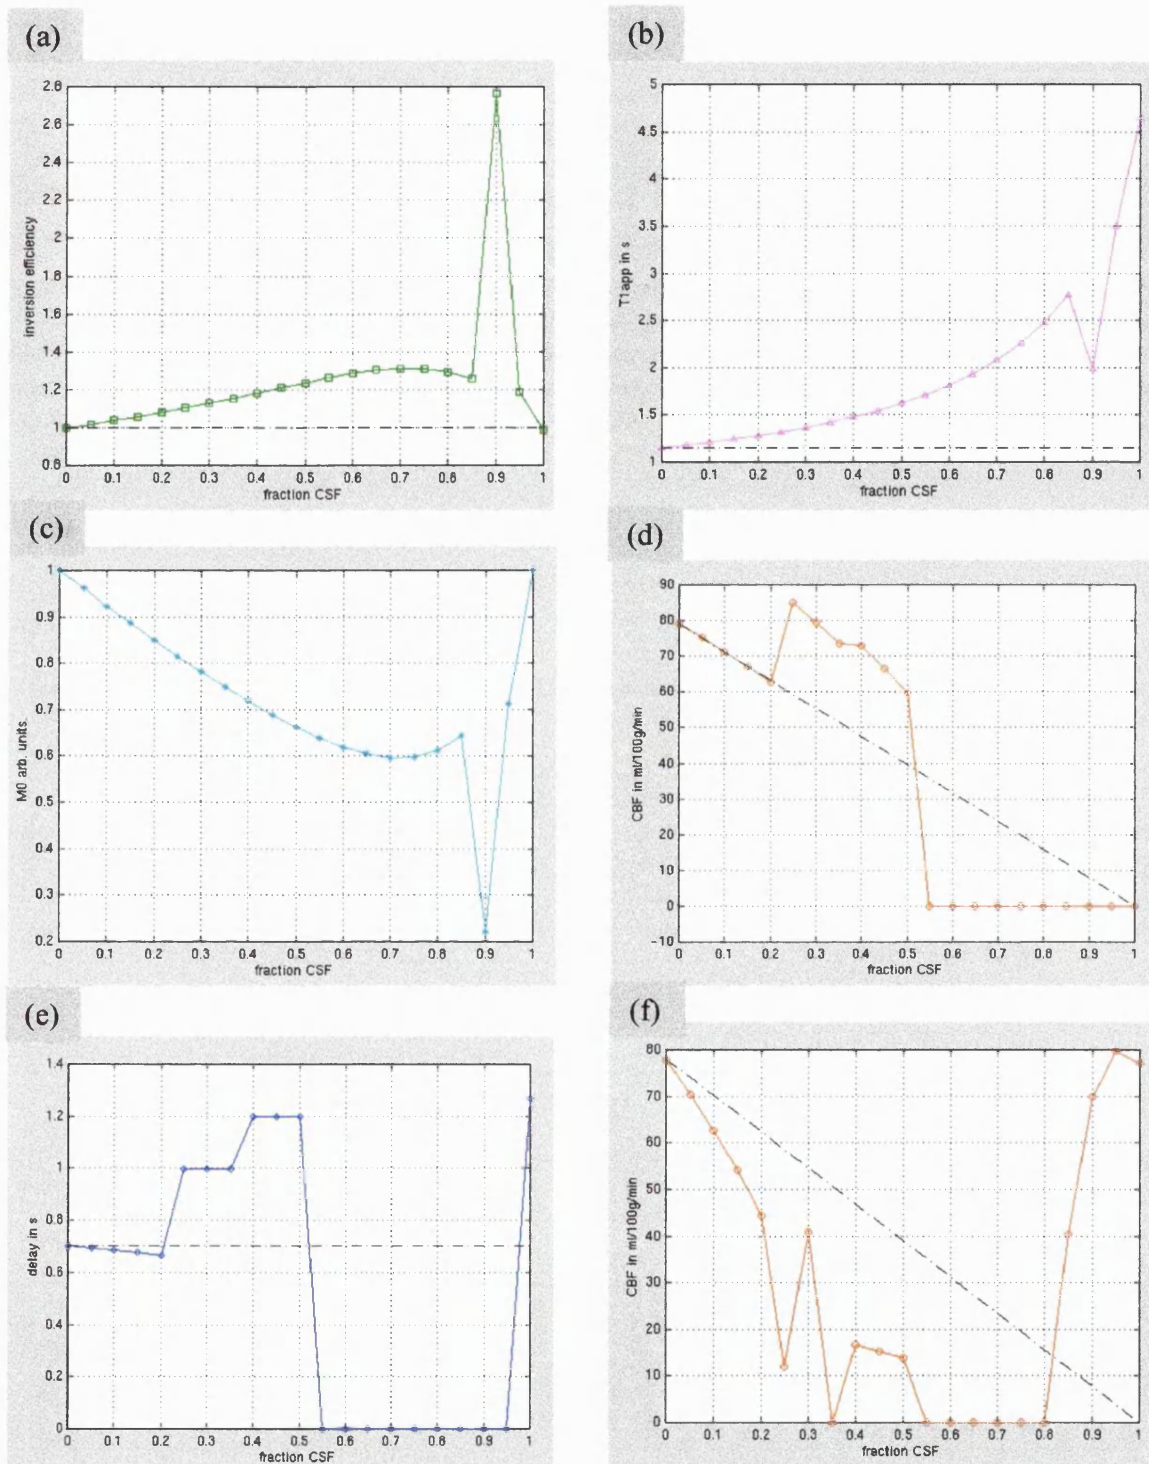 (a)
2.8
2.6
2.4
2.2
2
1.8
1.6
1.4
1.2
1
0.8
inversion efficiency
0 0.1 0.2 0.3 0.4 0.5 0.6 0.7 0.8 0.9 1
fraction CSF
(b)
5
4.5
4
3.5
3
2.5
2
1.5
1
T1app in s
0 0.1 0.2 0.3 0.4 0.5 0.6 0.7 0.8 0.9 1
fraction CSF
(c)
1
0.9
0.8
0.7
0.6
0.5
0.4
0.3
0.2
M0 arb. units
0 0.1 0.2 0.3 0.4 0.5 0.6 0.7 0.8 0.9 1
fraction CSF
(d)
90
80
70
60
50
40
30
20
10
0
-10
CBF in ml/100g/min
0 0.1 0.2 0.3 0.4 0.5 0.6 0.7 0.8 0.9 1
fraction CSF
(e)
1.4
1.2
1
0.8
0.6
0.4
0.2
0
delay in s
0 0.1 0.2 0.3 0.4 0.5 0.6 0.7 0.8 0.9 1
fraction CSF
(f)
80
70
60
50
40
30
20
10
0
CBF in ml/100g/min
0 0.1 0.2 0.3 0.4 0.5 0.6 0.7 0.8 0.9 1
fraction CSF